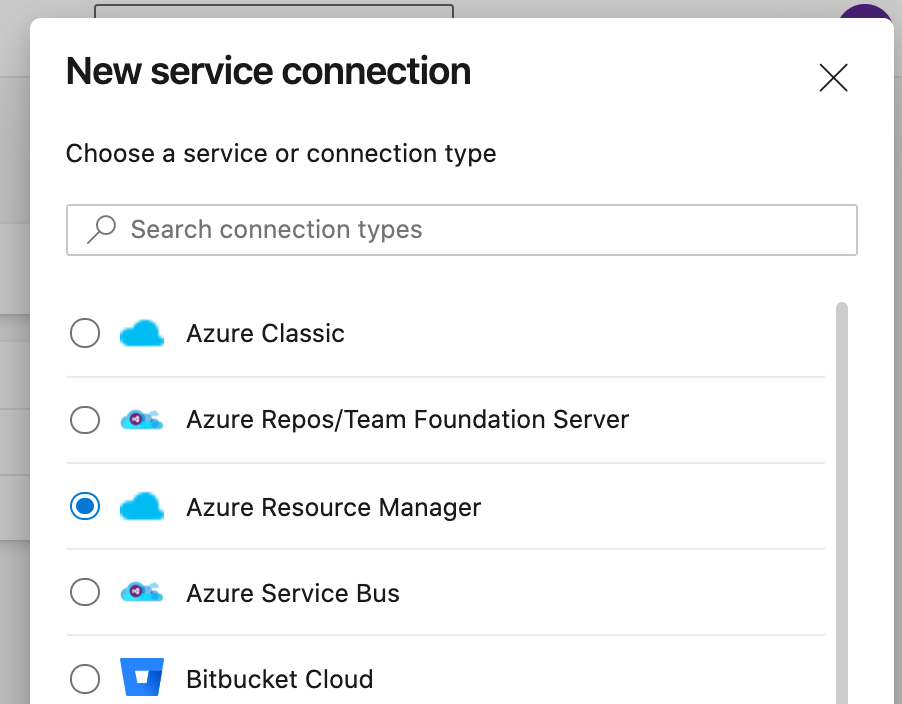 New service connection
Choose a service or connection type
Search connection types
Azure Classic
Azure Repos/Team Foundation Server
Azure Resource Manager
Azure Service Bus
Bitbucket Cloud